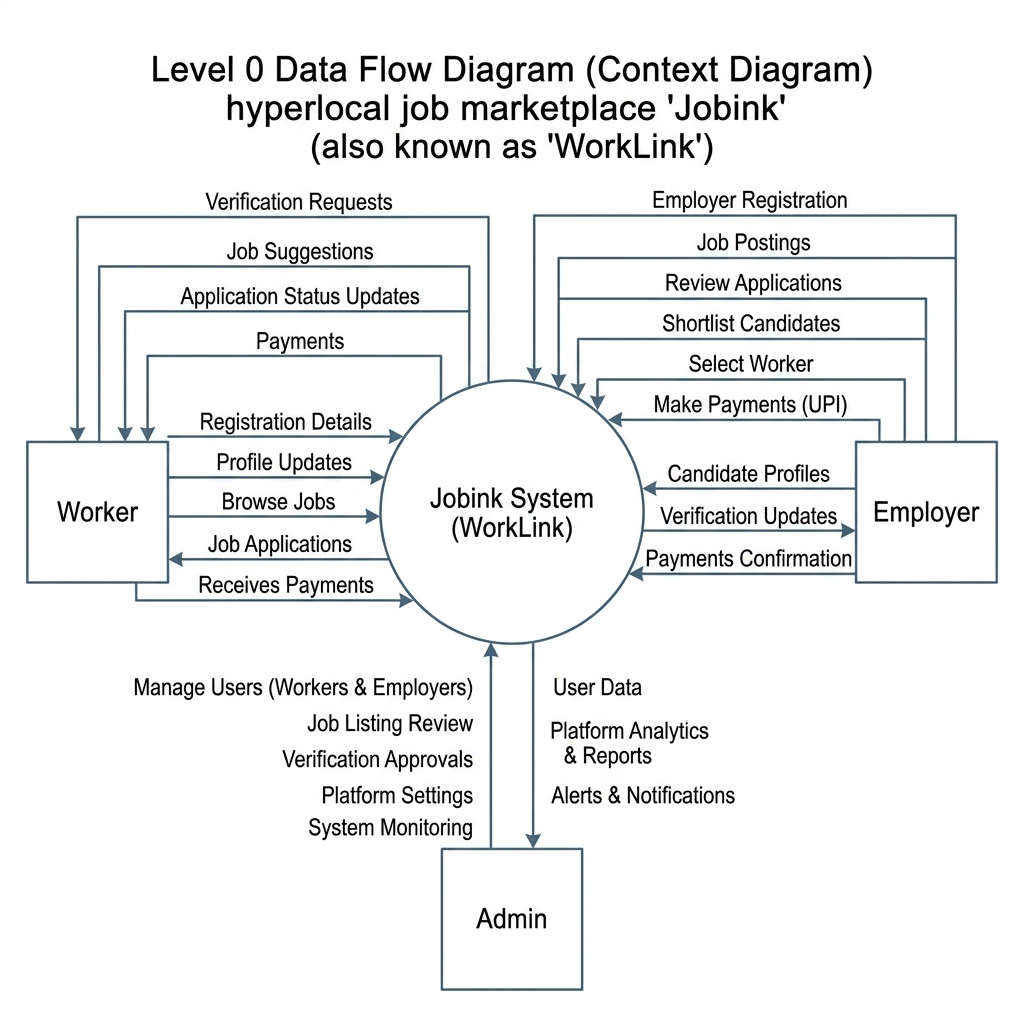 Level 0 Data Flow Diagram (Context Diagram)
hyperlocal job marketplace 'Jobink'
(also known as 'WorkLink')
Verification Requests
Job Suggestions
Application Status Updates
Payments
Registration Details
Profile Updates
Browse Jobs
Job Applications
Receives Payments
Worker
Jobink System
(WorkLink)
Employer Registration
Job Postings
Review Applications
Shortlist Candidates
Select Worker
Make Payments (UPI)
Candidate Profiles
Verification Updates
Payments Confirmation
Employer
Manage Users (Workers & Employers)
Job Listing Review
Verification Approvals
Platform Settings
System Monitoring
User Data
Platform Analytics
& Reports
Alerts & Notifications
Admin